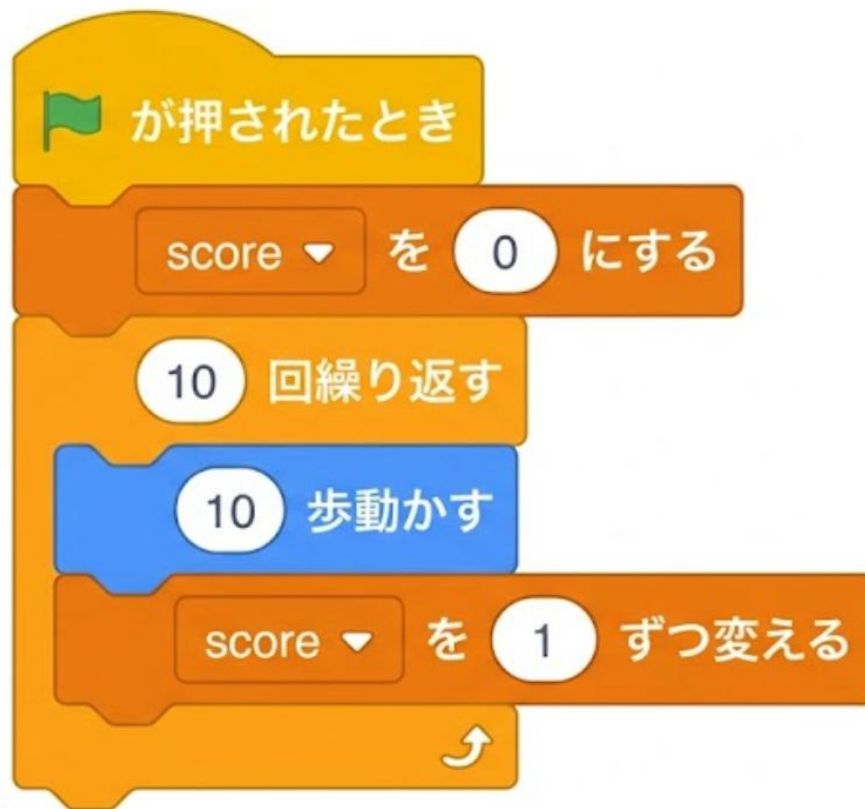 が押されたとき
score を 0 にする
10 回繰り返す
10 歩動かす
score を 1 ずつ変える